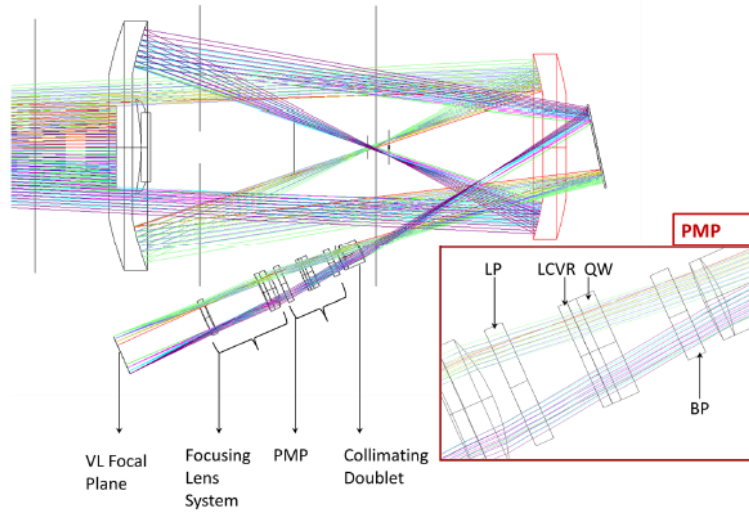 PMP
LP
LCVR
QW
BP
VL Focal
Plane
Focusing
Lens
System
PMP
Collimating
Doublet